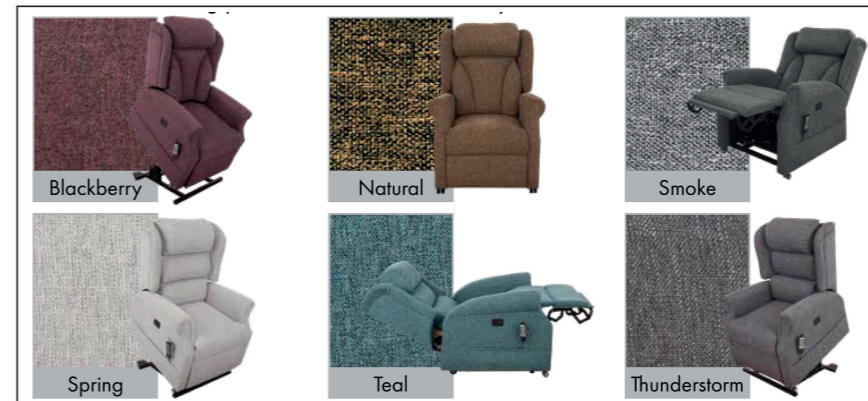 Blackberry
Natural
Smoke
Spring
Teal
Thunderstorm